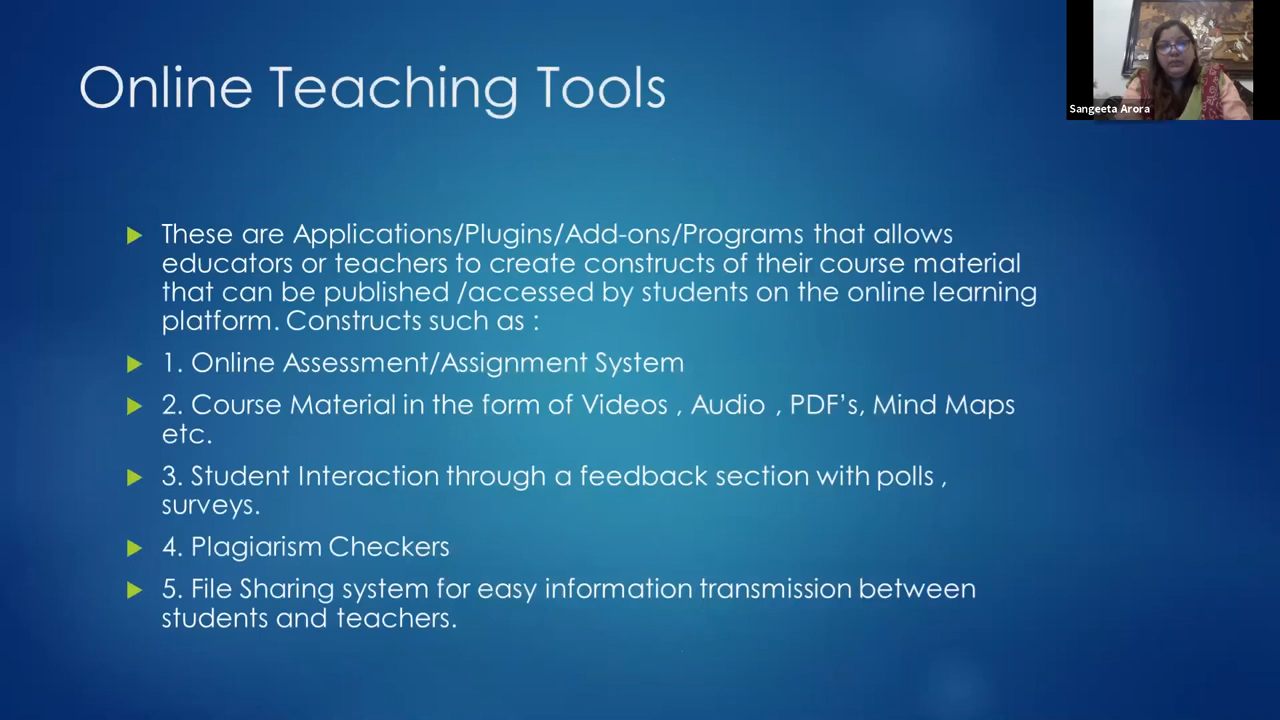 Online Teaching Tools
Sangeeta Arora
These are Applications/Plugins/Add-ons/Programs that allows
educators or teachers to create constructs of their course material
that can be published /accessed by students on the online learning
platform. Constructs such as :
1. Online Assessment/Assignment System
2. Course Material in the form of Videos , Audio , PDF’s, Mind Maps
etc.
3. Student Interaction through a feedback section with polls ,
surveys.
4. Plagiarism Checkers
5. File Sharing system for easy information transmission between
students and teachers.